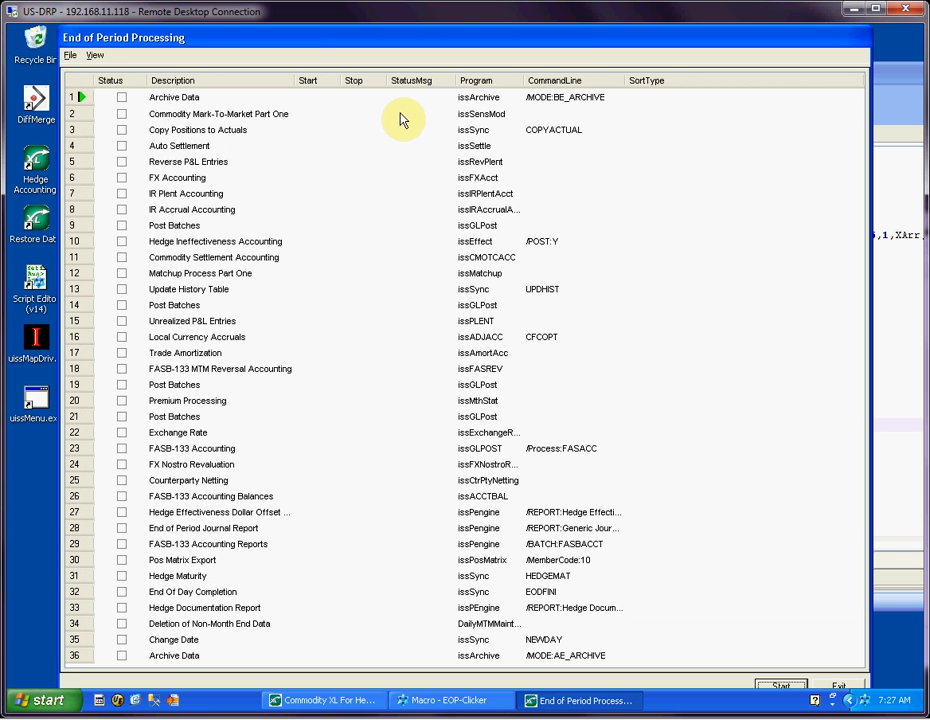 US-DRP - 192.168.11.118 - Remote Desktop Connection
Recycle Bin
DiffMerge
Hedge Accounting
Restore Dat
Script Edito (v14)
uissMapDriv...
uissMenu.ex
End of Period Processing
File View
Status Description Start Stop StatusMsg Program CommandLine SortType
1 Archive Data issArchive /MODE:BE_ARCHIVE
2 Commodity Mark-To-Market Part One issSensMod
3 Copy Positions to Actuals issSync COPYACTUAL
4 Auto Settlement issSettle
5 Reverse P&L Entries issRevPlent
6 FX Accounting issFXAcct
7 IR Plent Accounting issIRPlentAcct
8 IR Accrual Accounting issIRAccrualA...
9 Post Batches issGLPost
10 Hedge Ineffectiveness Accounting issEffect /POST:Y
11 Commodity Settlement Accounting issCMOTCACC
12 Matchup Process Part One issMatchup
13 Update History Table issSync UPDHIST
14 Post Batches issGLPost
15 Unrealized P&L Entries issPLENT
16 Local Currency Accruals issADJACC CFCOPT
17 Trade Amortization issAmortAcc
18 FASB-133 MTM Reversal Accounting issFASREV
19 Post Batches issGLPost
20 Premium Processing issMthStat
21 Post Batches issGLPost
22 Exchange Rate issExchangeR...
23 FASB-133 Accounting issGLPOST /Process:FASACC
24 FX Nostro Revaluation issFXNostroR...
25 Counterparty Netting issCtrPtyNetting
26 FASB-133 Accounting Balances issACCTBAL
27 Hedge Effectiveness Dollar Offset ... issPengine /REPORT:Hedge Effecti...
28 End of Period Journal Report issPengine /REPORT:Generic Jour...
29 FASB-133 Accounting Reports issPengine /BATCH:FASBACCT
30 Pos Matrix Export issPosMatrix /MemberCode:10
31 Hedge Maturity issSync HEDGEMAT
32 End Of Day Completion issSync EODFINI
33 Hedge Documentation Report issPEngine /REPORT:Hedge Docum...
34 Deletion of Non-Month End Data DailyMTMMaint...
35 Change Date issSync NEWDAY
36 Archive Data issArchive /MODE:AE_ARCHIVE
Start Exit
,1,XArr,
start Commodity XL For He... Macro - EOP-Clicker End of Period Process... 7:27 AM